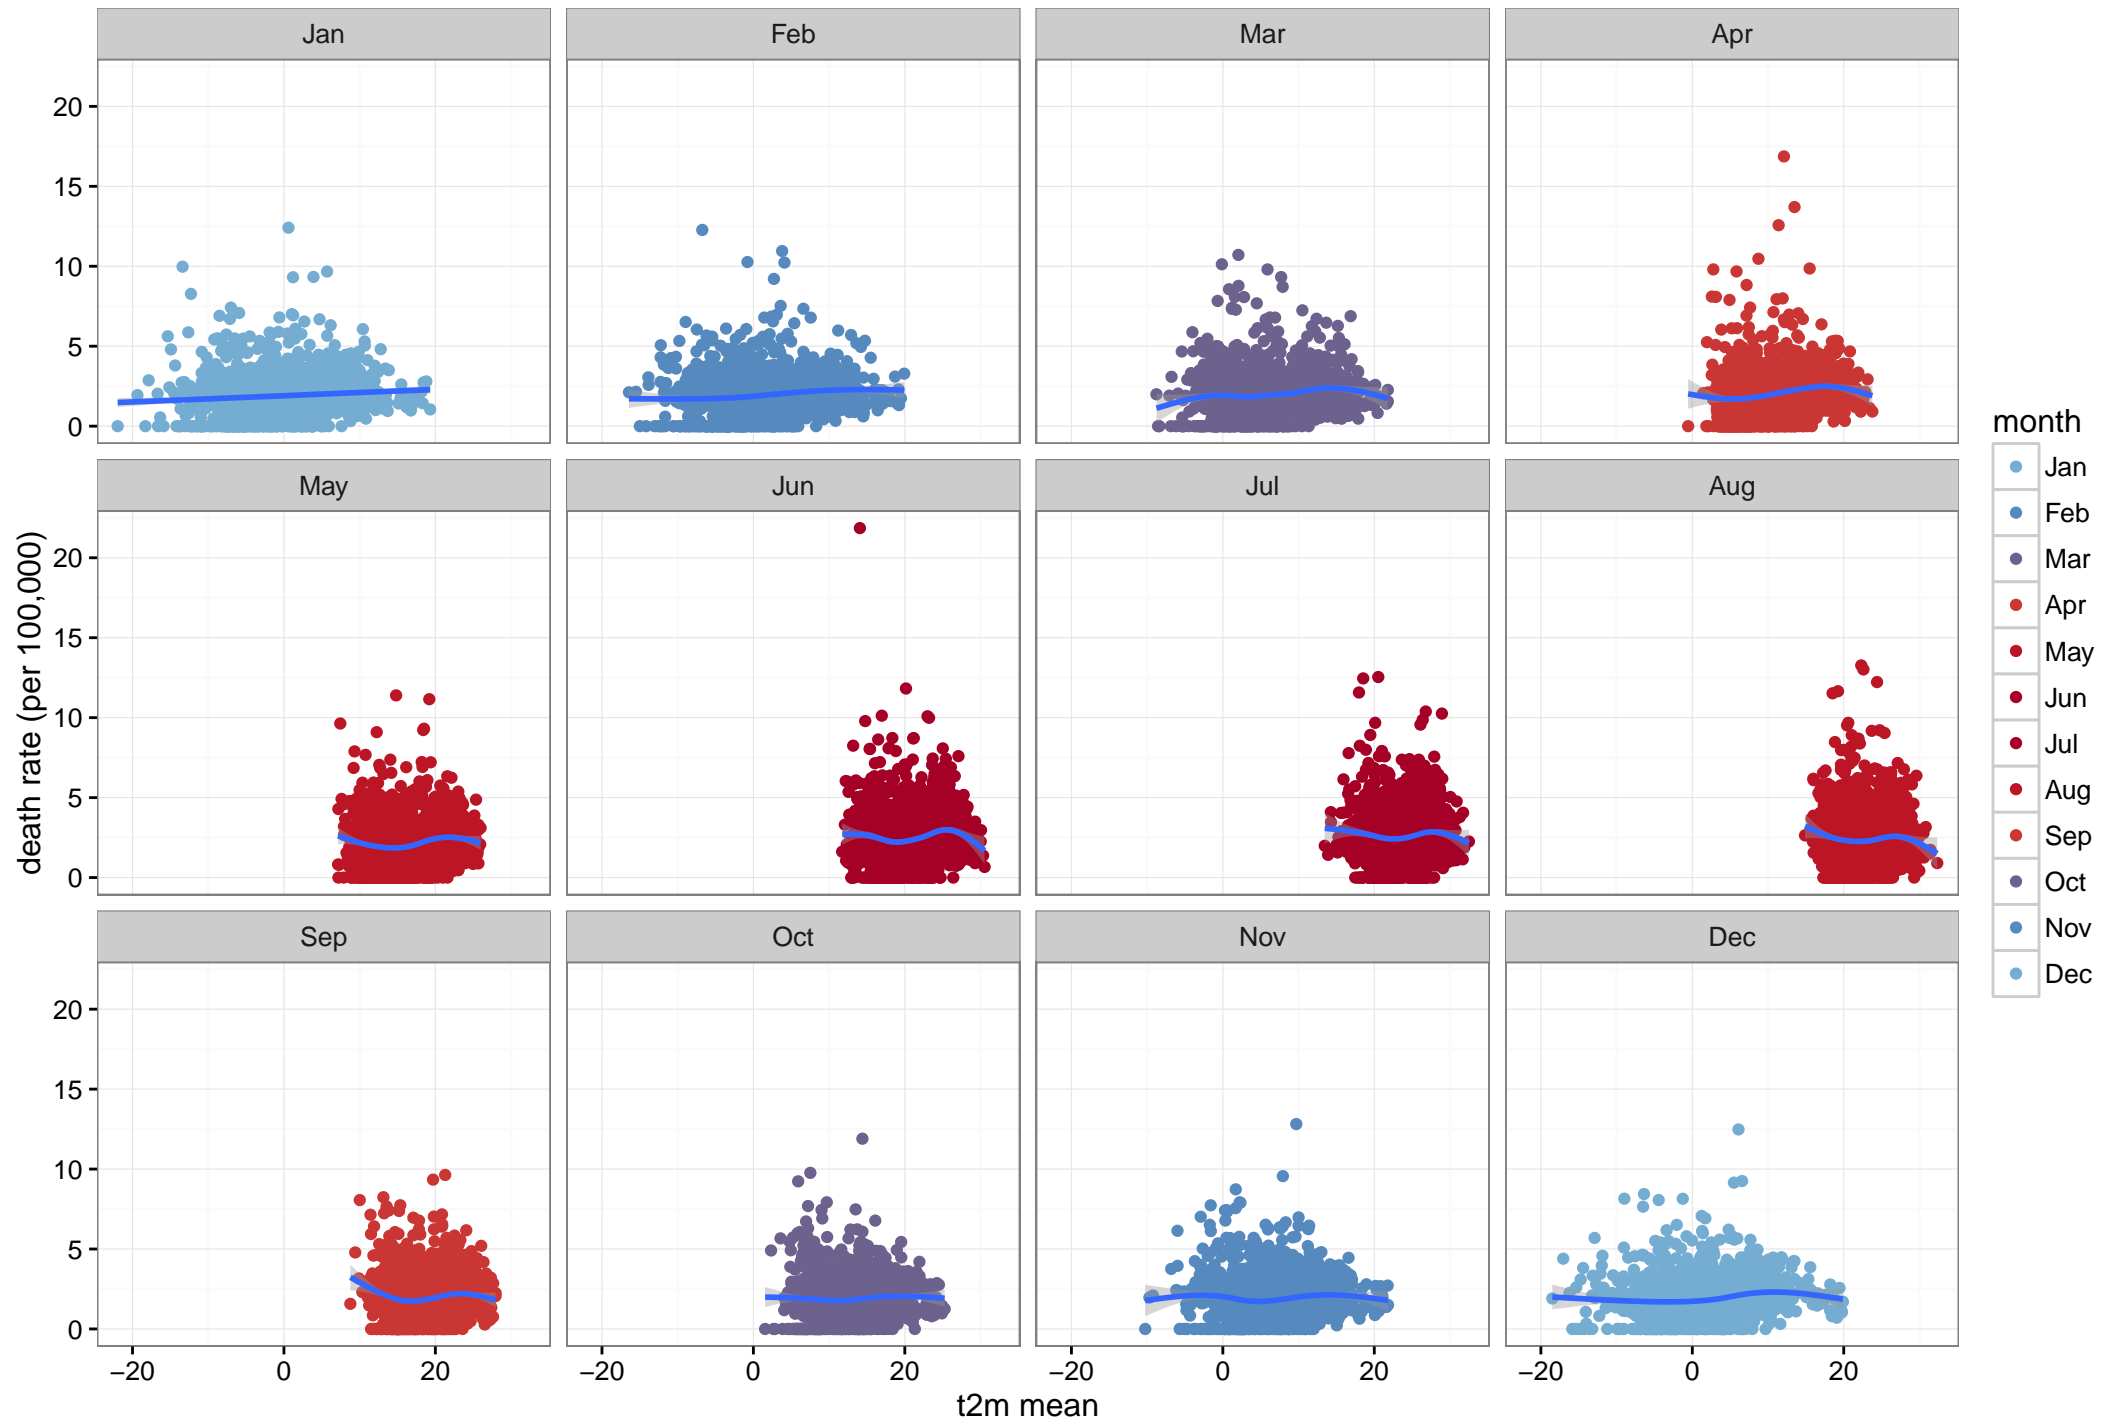 Jan Feb Mar Apr
20
15
10
5
0
May Jun Jul Aug
20
15
10
5
0
Sep Oct Nov Dec
20
15
10
5
0
−20 0 20 −20 0 20 −20 0 20 −20 0 20
t2m mean
death rate (per 100,000)
month
Jan
Feb
Mar
Apr
May
Jun
Jul
Aug
Sep
Oct
Nov
Dec